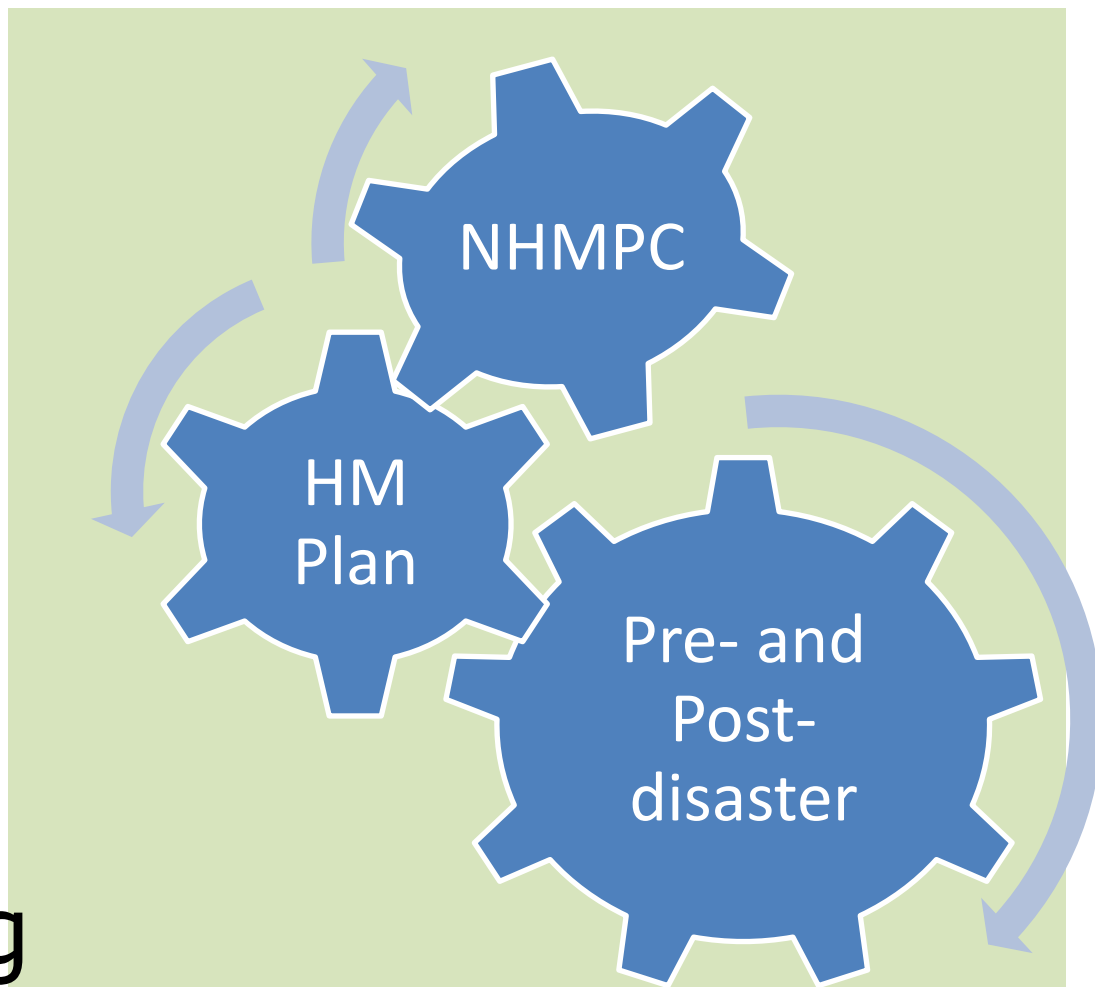 NHMPC
HM
Plan
Pre- and
Post-
disaster
g